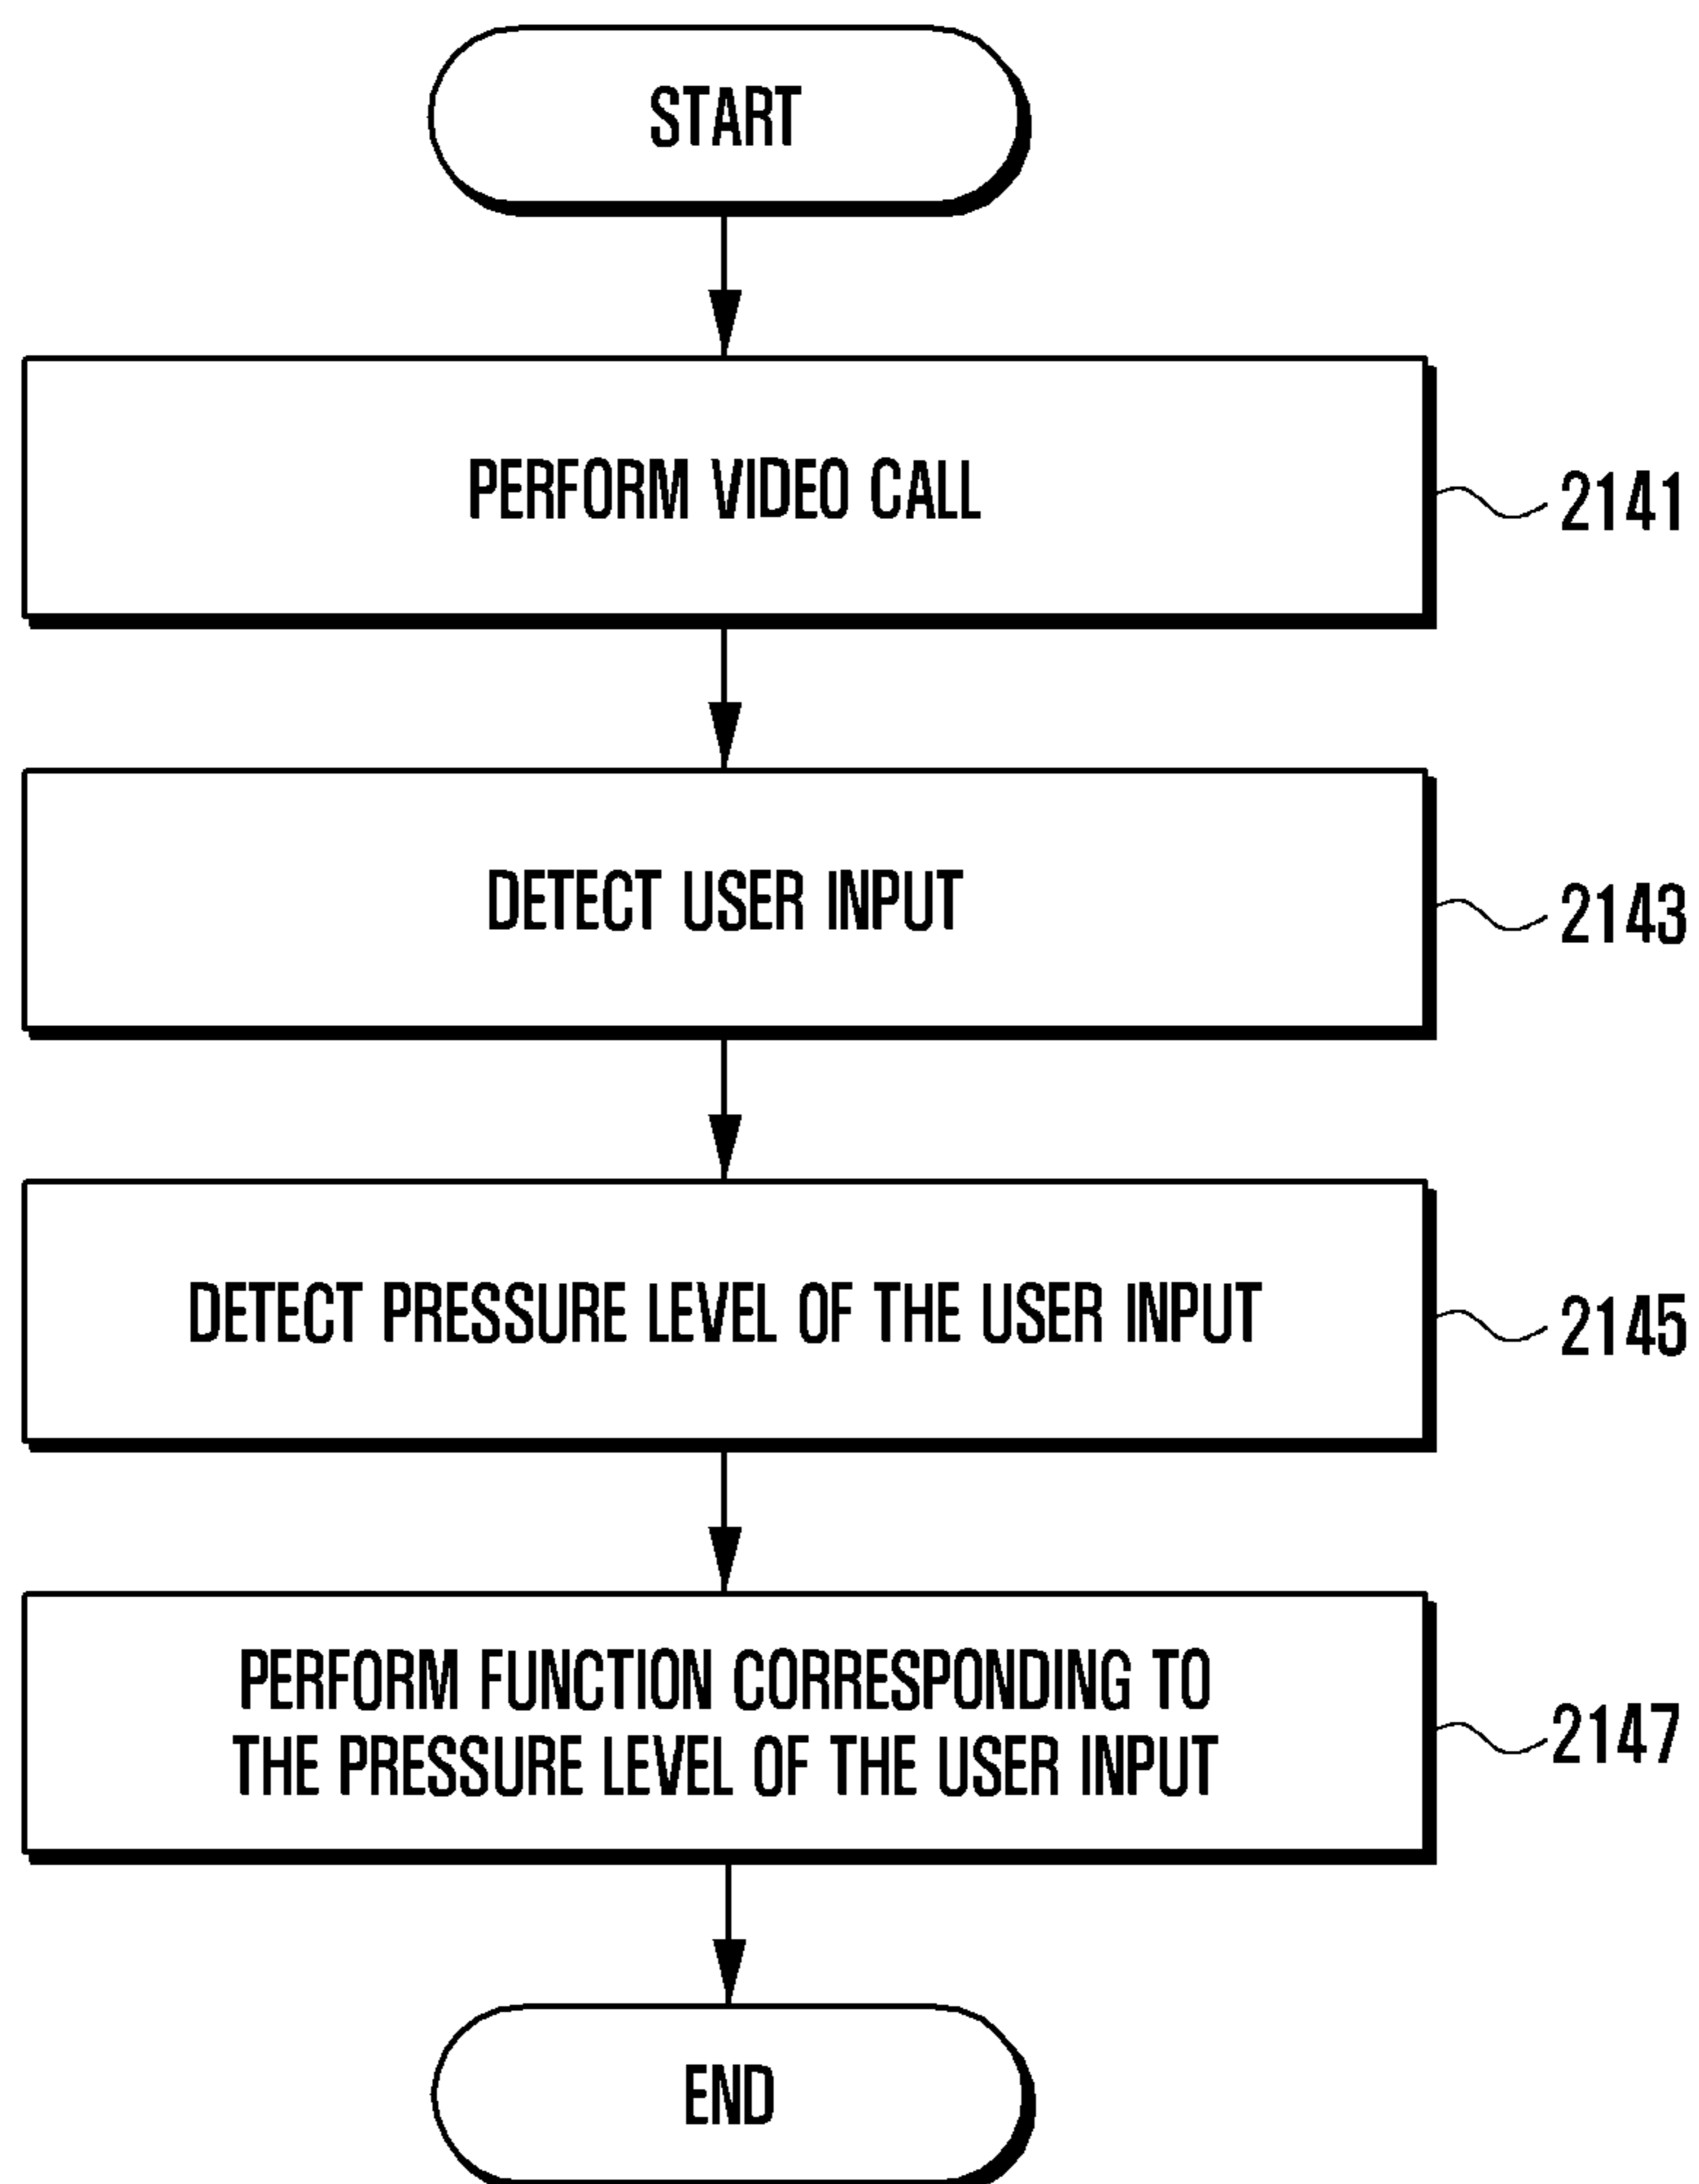 START
PERFORM VIDEO CALL
2141
DETECT USER INPUT
2143
DETECT PRESSURE LEVEL OF THE USER INPUT
2145
PERFORM FUNCTION CORRESPONDING TO
THE PRESSURE LEVEL OF THE USER INPUT
2147
END